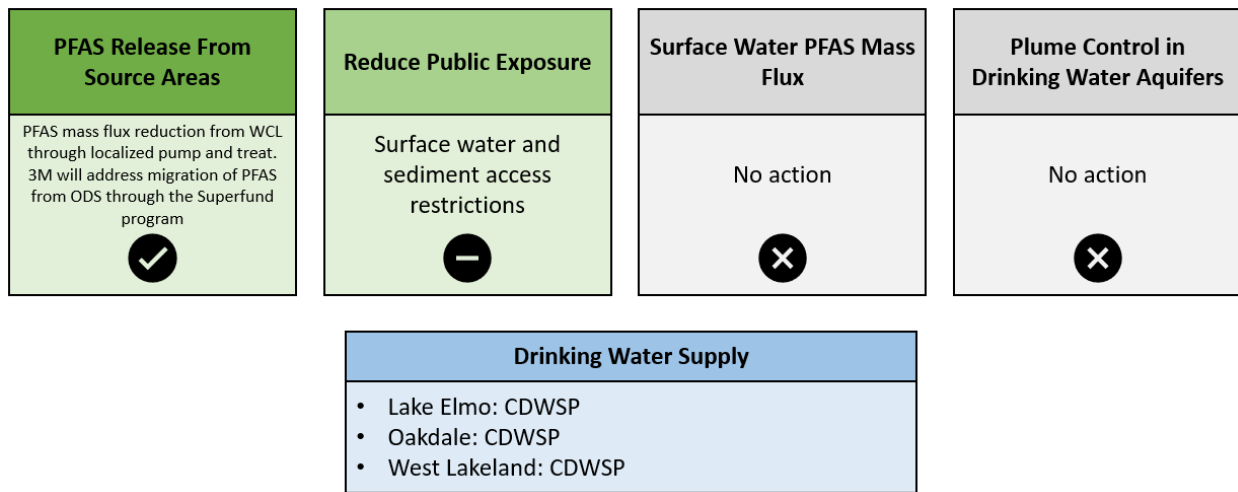 PFAS Release From
Source Areas
PFAS mass flux reduction from WCL
through localized pump and treat.
3M will address migration of PFAS
from ODS through the Superfund
program
Reduce Public Exposure
Surface water and
sediment access
restrictions
Surface Water PFAS Mass
Flux
No action
Plume Control in
Drinking Water Aquifers
No action
Drinking Water Supply
• Lake Elmo: CDWSP
• Oakdale: CDWSP
• West Lakeland: CDWSP